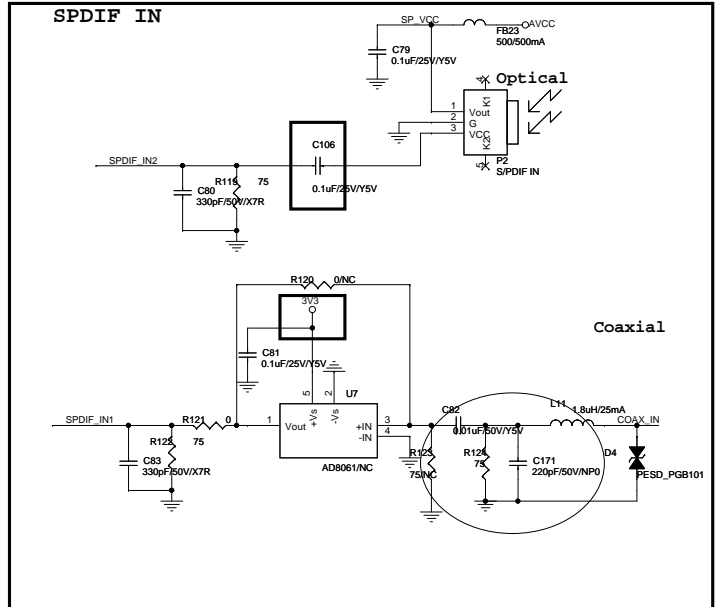 SPDIF IN
SP_VCC
FB23
500/500mA
AVCC
C79
0.1uF/25V/Y5V
Optical
4
K1
1
Vout
2
G
3
VCC
K2
5
P2
S/PDIF IN
C106
0.1uF/25V/Y5V
SPDIF_IN2
R119
75
C80
330pF/50V/X7R
R120
0/NC
3V3
C81
0.1uF/25V/Y5V
Coaxial
U7
5
2
+Vs
-Vs
1
Vout
3
+IN
4
-IN
AD8061/NC
SPDIF_IN1
R121
0
R122
75
C83
330pF/50V/X7R
C82
0.01uF/50V/Y5V
L11
1.8uH/25mA
COAX_IN
R123
75/NC
R124
75
C171
220pF/50V/NP0
D4
PESD_PGB101